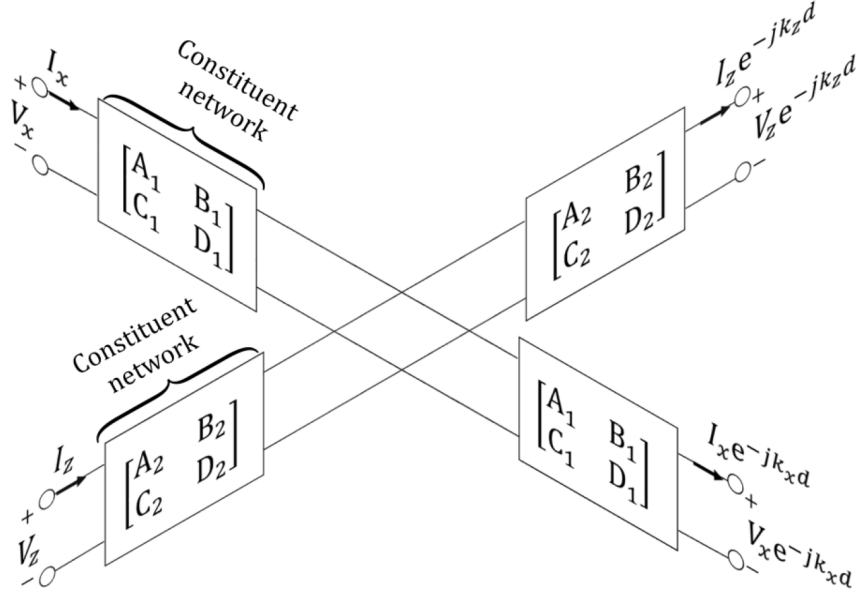 I_x
+
V_x
−
Constituent
network
[A_1 B_1
C_1 D_1]
I_z e^{-jk_z d}
+
V_z e^{-jk_z d}
−
[A_2 B_2
C_2 D_2]
Constituent
network
I_z
+
V_z
−
[A_2 B_2
C_2 D_2]
[A_1 B_1
C_1 D_1]
I_x e^{-jk_x d}
+
V_x e^{-jk_x d}
−